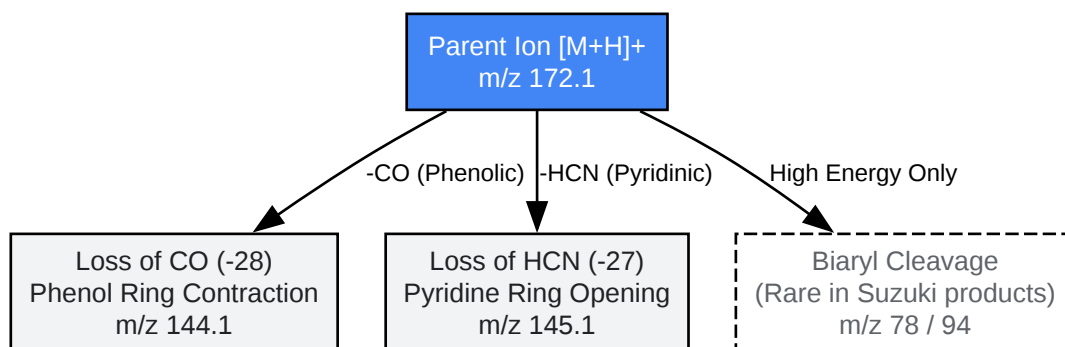 Parent Ion [M+H]+
m/z 172.1
-CO (Phenolic)
-HCN (Pyridinic)
High Energy Only
Loss of CO (-28)
Phenol Ring Contraction
m/z 144.1
Loss of HCN (-27)
Pyridine Ring Opening
m/z 145.1
Biaryl Cleavage
(Rare in Suzuki products)
m/z 78 / 94